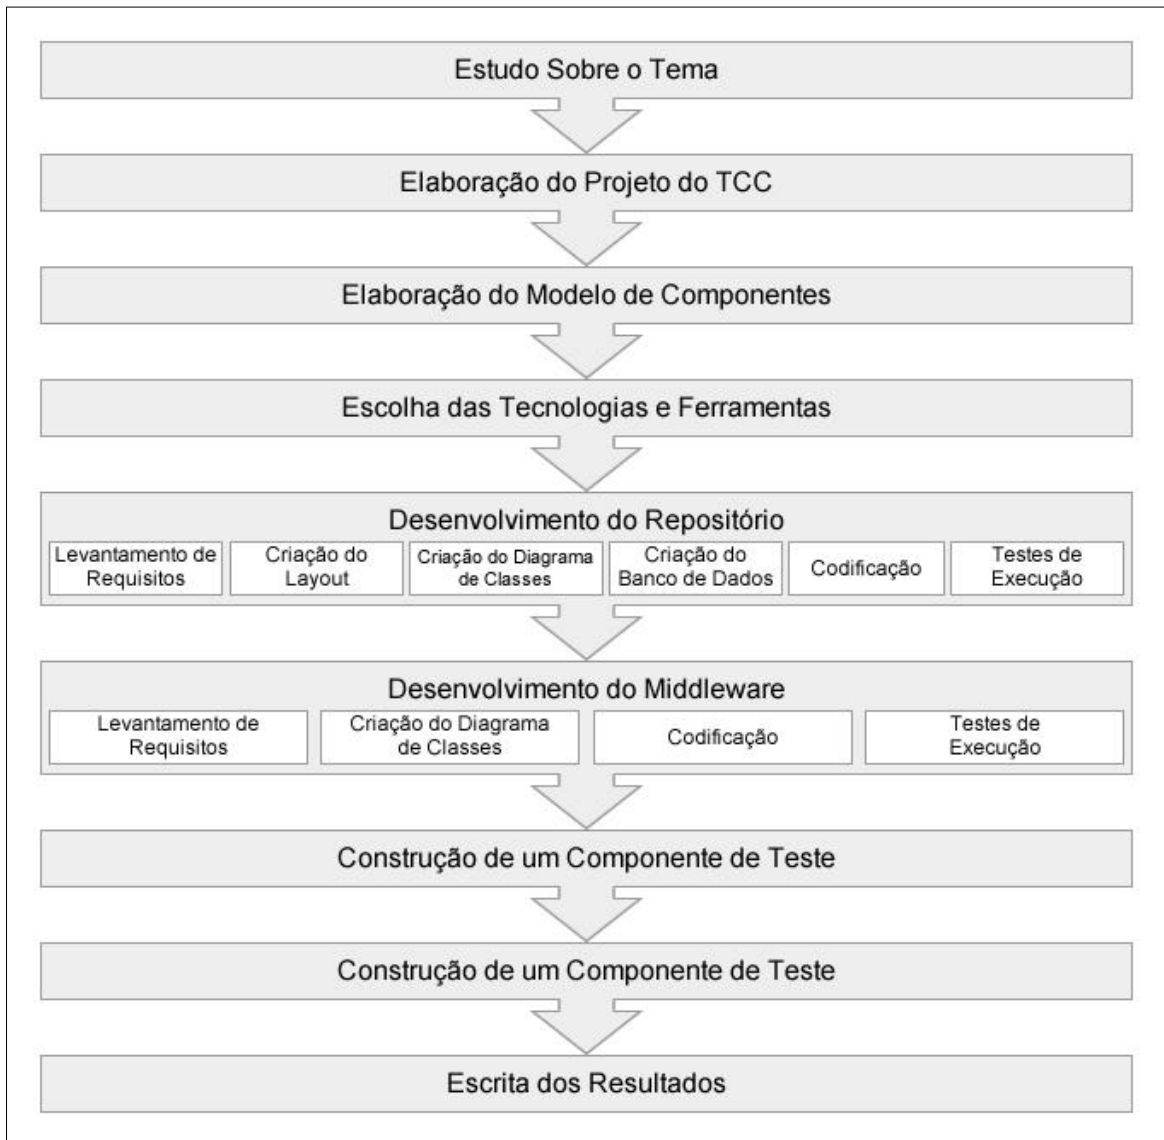 Estudo Sobre o Tema
Elaboração do Projeto do TCC
Elaboração do Modelo de Componentes
Escolha das Tecnologias e Ferramentas
Desenvolvimento do Repositório
Levantamento de
Requisitos
Criação do
Layout
Criação do Diagrama
de Classes
Criação do
Banco de Dados
Codificação
Testes de
Execução
Desenvolvimento do Middleware
Levantamento de
Requisitos
Criação do Diagrama
de Classes
Codificação
Testes de
Execução
Construção de um Componente de Teste
Construção de um Componente de Teste
Escrita dos Resultados